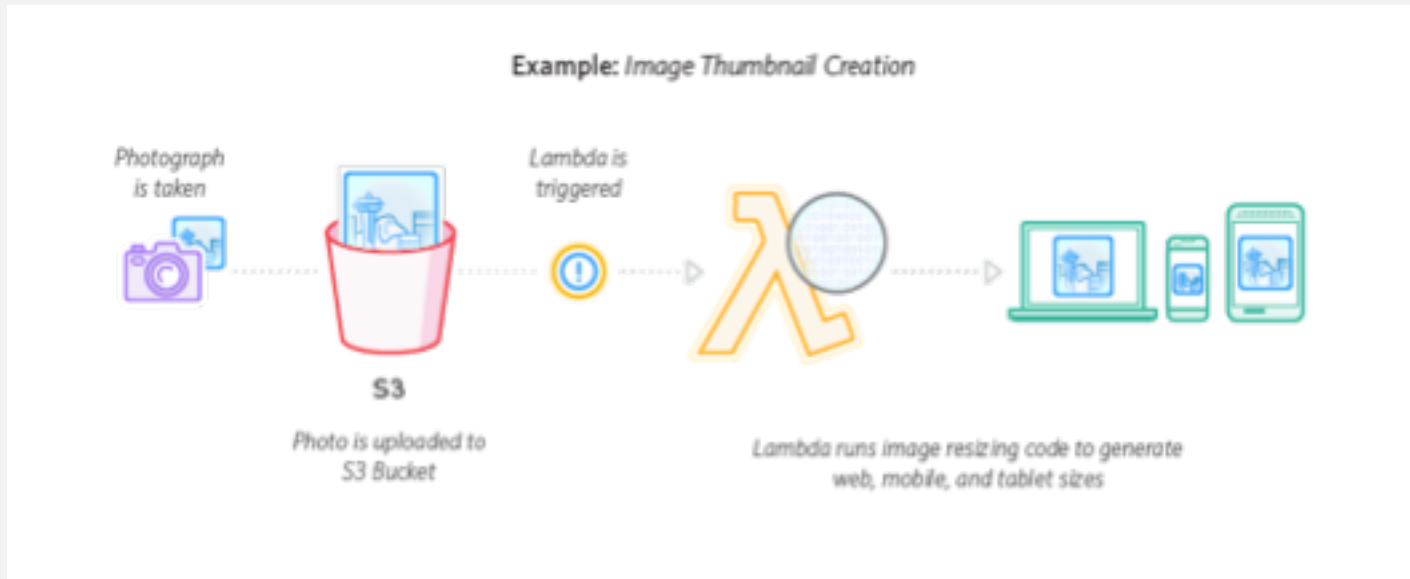 Example: Image Thumbnail Creation
Photograph
is taken
Lambda is
triggered
S3
Photo is uploaded to
S3 Bucket
Lambda runs image resizing code to generate
web, mobile, and tablet sizes